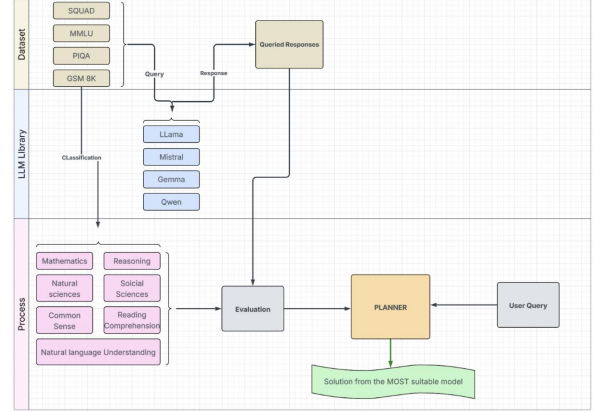 Dataset
SQUAD
MMLU
PIQA
GSM 8K
Query
Response
Queried Responses
LLM LIbrary
CLassification
LLama
Mistral
Gemma
Qwen
Process
Mathematics
Reasoning
Natural
sciences
Soicial
Sciences
Common
Sense
Reading
Comprehension
Natural language Understanding
Evaluation
PLANNER
User Query
Solution from the MOST suitable model